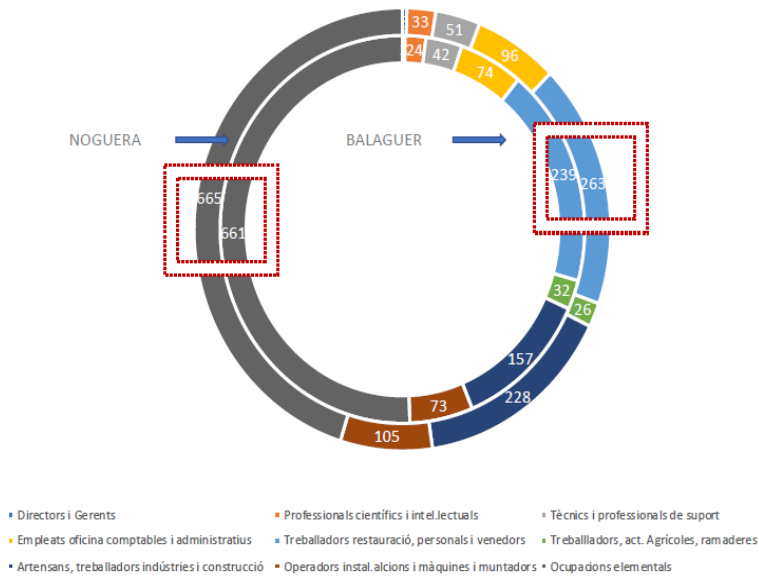 33
51
24
42
96
74
NOGUERA
BALAGUER
239
263
665
661
32
26
157
73
228
105
Directors i Gerents
Professionals científics i intel.lectuals
Tècnics i professionals de suport
Empleats oficina comptables i administratius
Treballadors restauració, personals i venedors
Treballladors, act. Agrícoles, ramaderes
Artensans, treballadors indústries i construcció
Operadors instal.alcions i màquines i muntadors
Ocupacions elementals